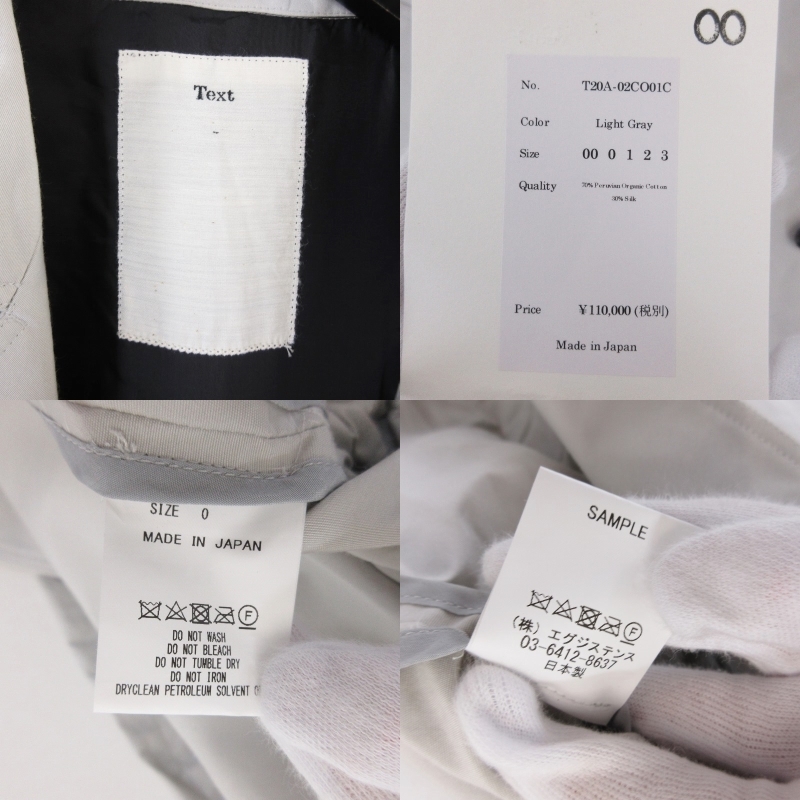 Text
00
No. T20A-02CO01C
Color Light Gray
Size 00 0 1 2 3
Quality 70% Peruvian Organic Cotton
30% Silk
Price ¥110,000 (税別)
Made in Japan
SIZE 0
MADE IN JAPAN
F
DO NOT WASH
DO NOT BLEACH
DO NOT TUMBLE DRY
DO NOT IRON
DRYCLEAN PETROLEUM SOLVENT
SAMPLE
F
(株) エグジステンス
03-6412-8637
日本製